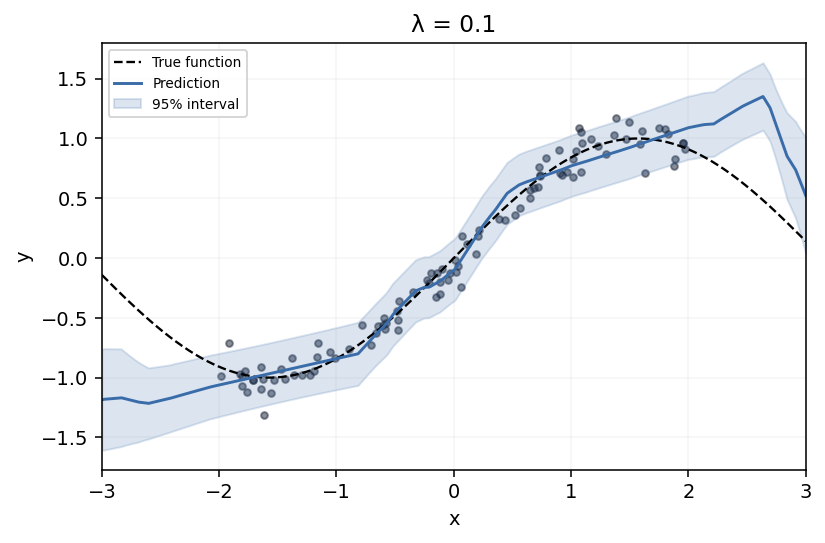 λ = 0.1
True function
Prediction
95% interval
1.5
1.0
0.5
0.0
−0.5
−1.0
−1.5
y
−3 −2 −1 0 1 2 3
x